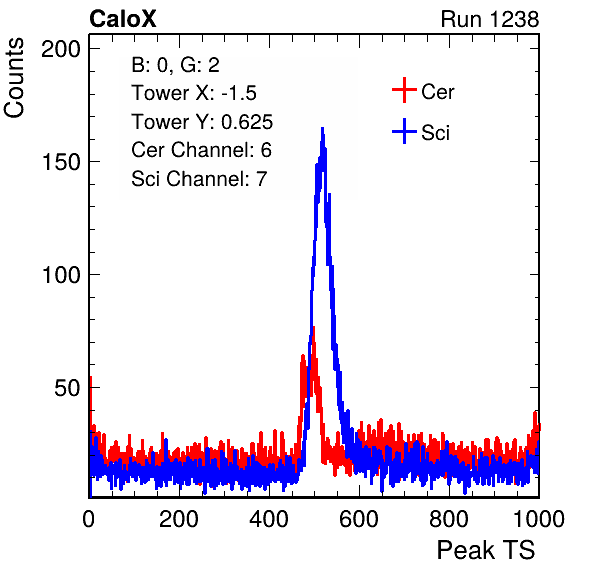 CaloX Run 1238
Counts
200
150
100
50
B: 0, G: 2
Tower X: -1.5
Tower Y: 0.625
Cer Channel: 6
Sci Channel: 7
Cer
Sci
0 200 400 600 800 1000
Peak TS